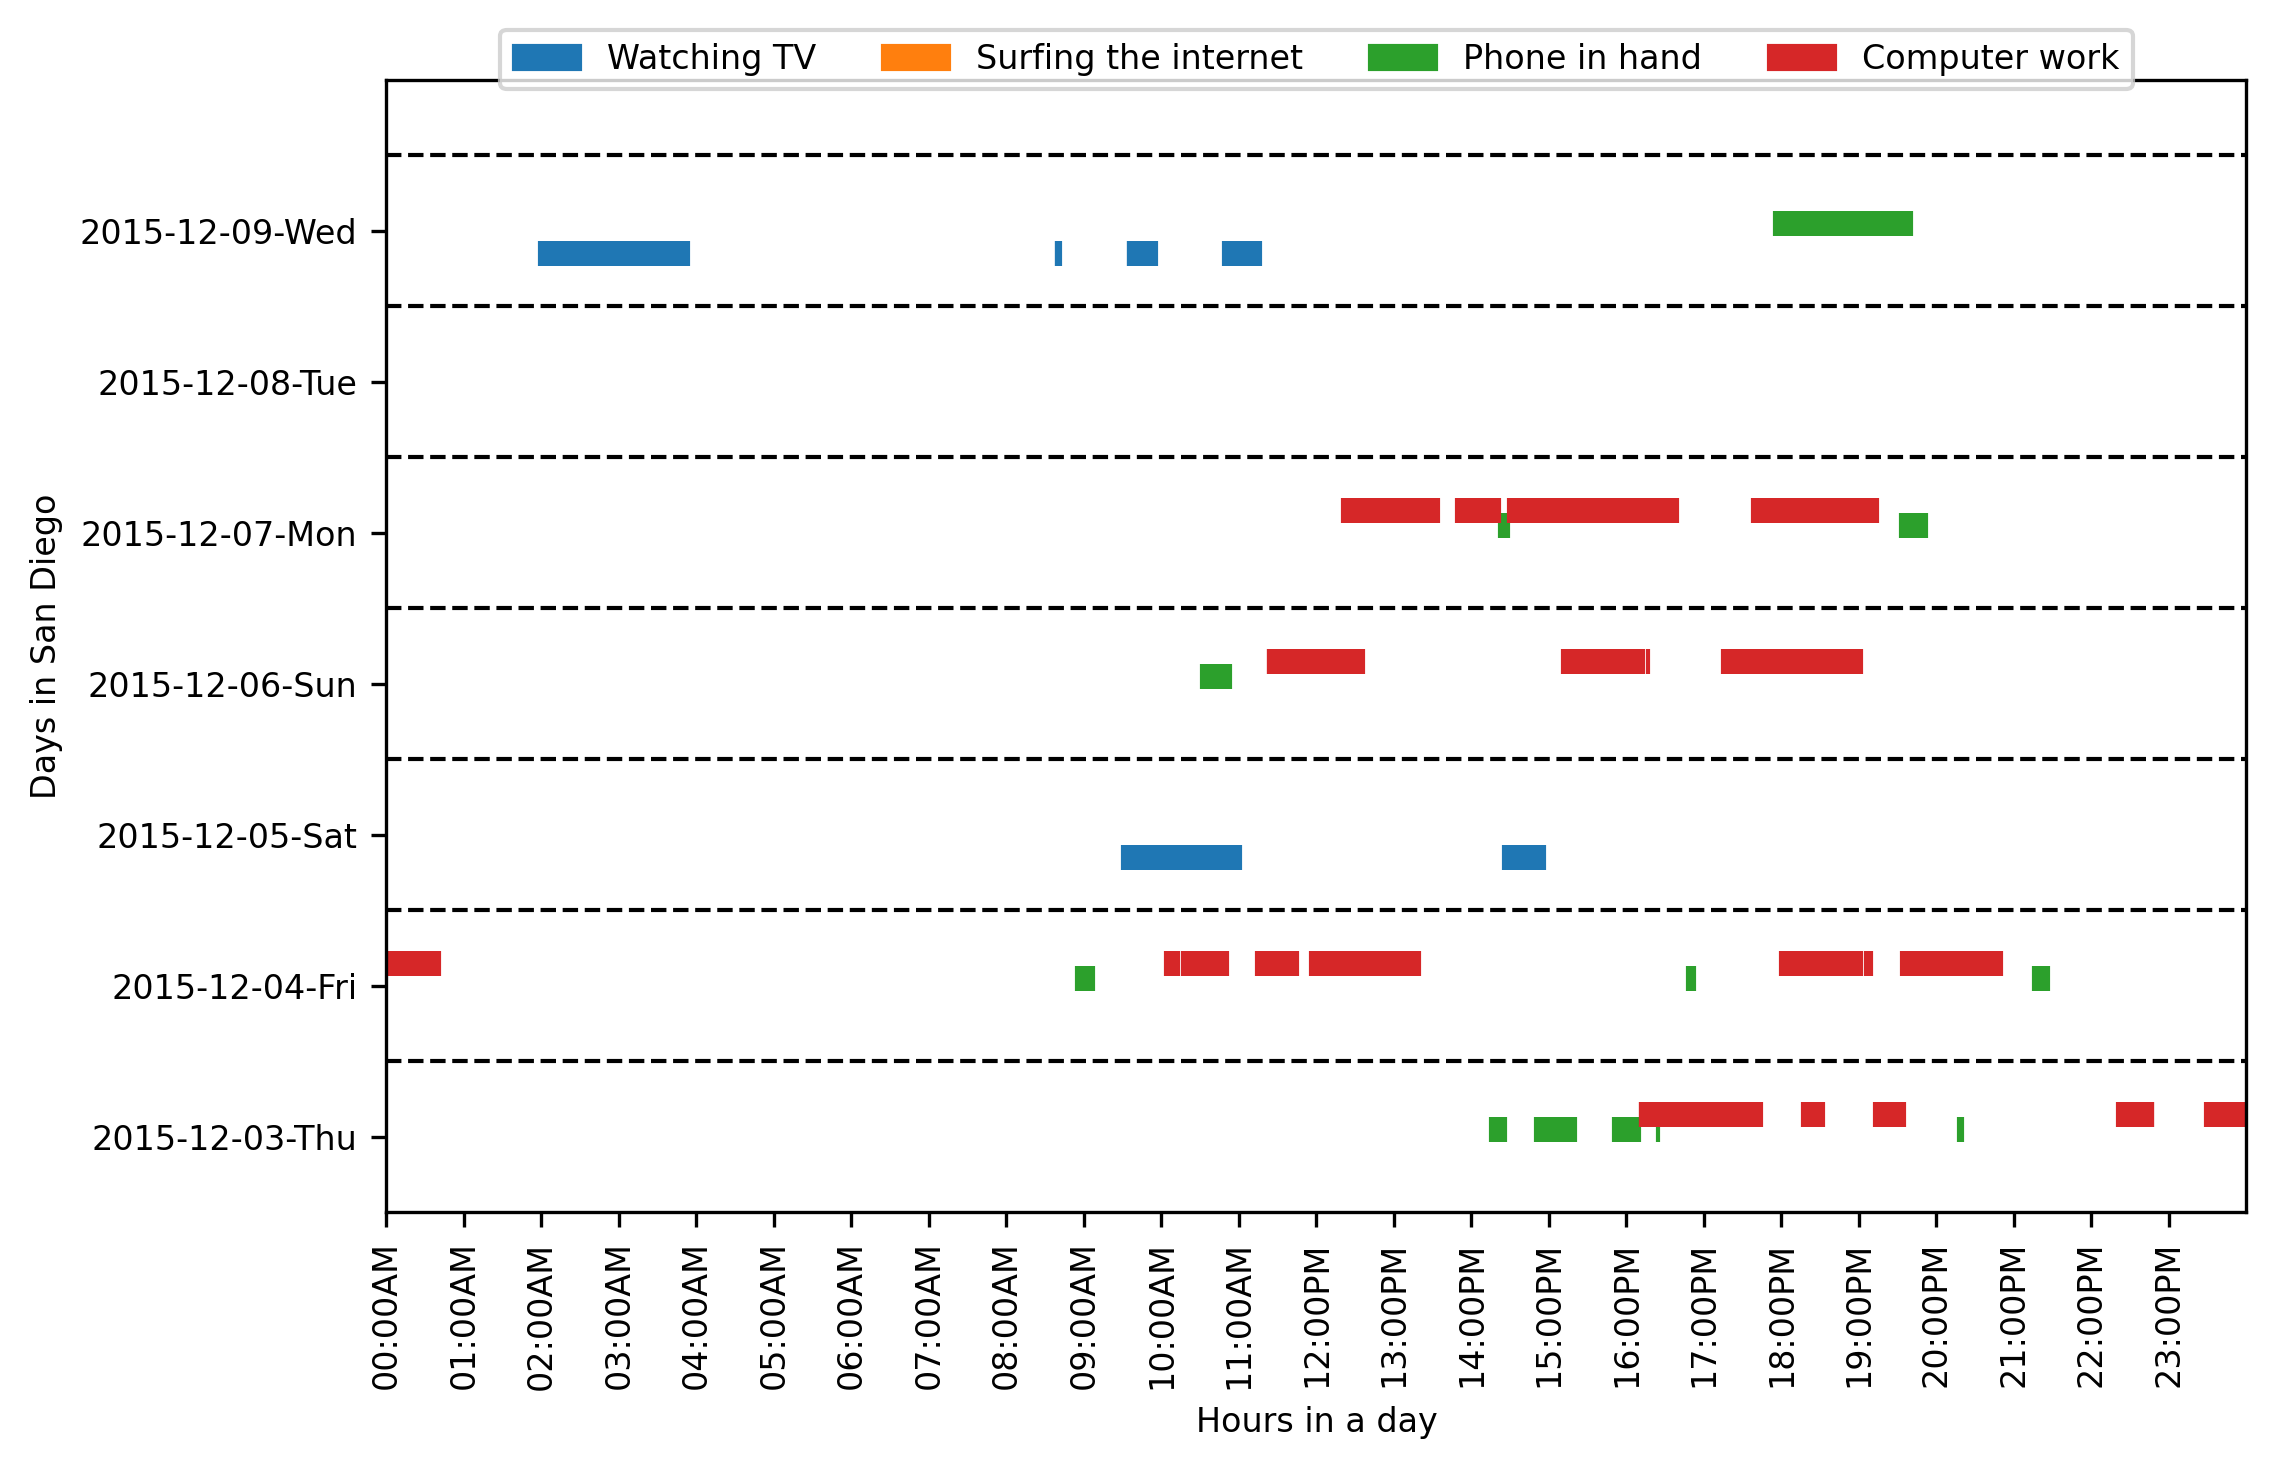 Watching TV Surfing the internet Phone in hand Computer work
Days in San Diego
2015-12-09-Wed
2015-12-08-Tue
2015-12-07-Mon
2015-12-06-Sun
2015-12-05-Sat
2015-12-04-Fri
2015-12-03-Thu
00:00AM 01:00AM 02:00AM 03:00AM 04:00AM 05:00AM 06:00AM 07:00AM 08:00AM 09:00AM 10:00AM 11:00AM 12:00PM 13:00PM 14:00PM 15:00PM 16:00PM 17:00PM 18:00PM 19:00PM 20:00PM 21:00PM 22:00PM 23:00PM
Hours in a day